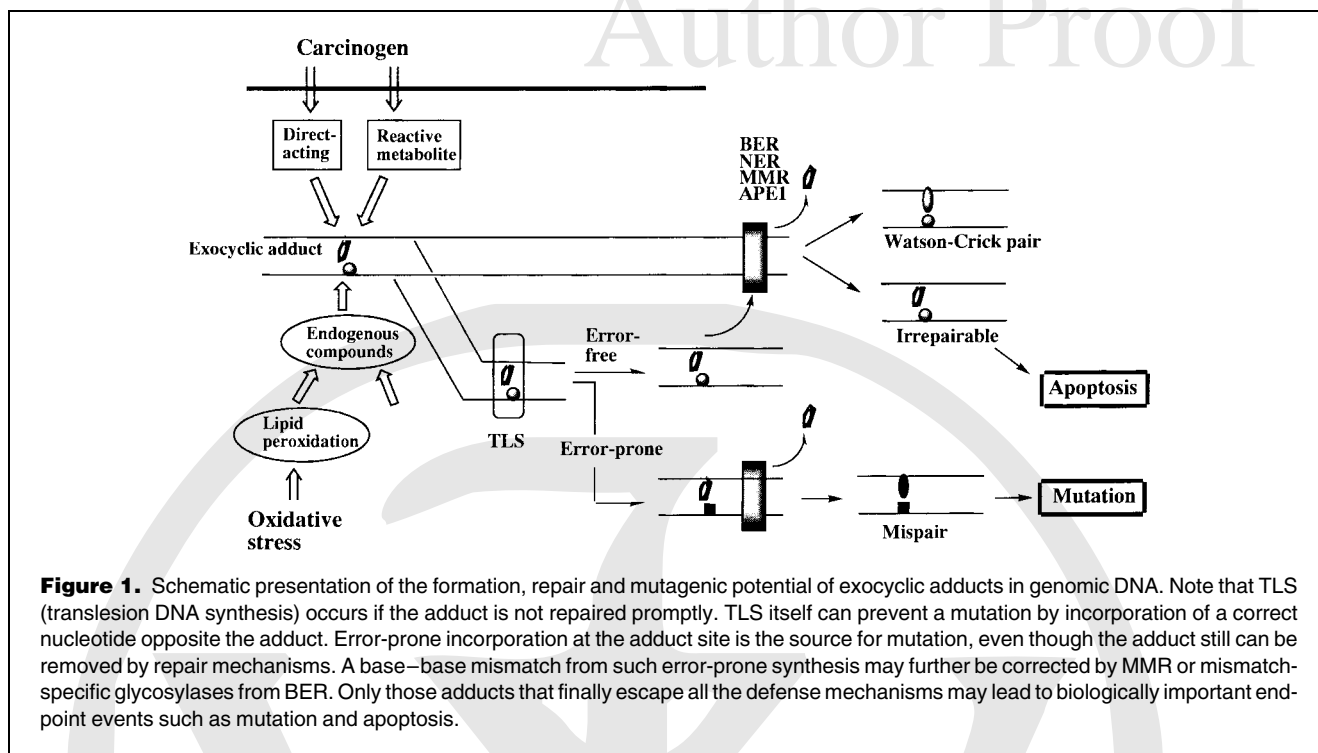 Author Proof
Carcinogen
Direct-
acting
Reactive
metabolite
BER
NER
MMR
APE1
Exocyclic adduct
Watson-Crick pair
Endogenous
compounds
Error-
free
Irrepairable
Apoptosis
Lipid
peroxidation
TLS
Error-prone
Oxidative
stress
Mispair
Mutation
Figure 1. Schematic presentation of the formation, repair and mutagenic potential of exocyclic adducts in genomic DNA. Note that TLS
(translesion DNA synthesis) occurs if the adduct is not repaired promptly. TLS itself can prevent a mutation by incorporation of a correct
nucleotide opposite the adduct. Error-prone incorporation at the adduct site is the source for mutation, even though the adduct still can be
removed by repair mechanisms. A base–base mismatch from such error-prone synthesis may further be corrected by MMR or mismatch-
specific glycosylases from BER. Only those adducts that finally escape all the defense mechanisms may lead to biologically important end-
point events such as mutation and apoptosis.